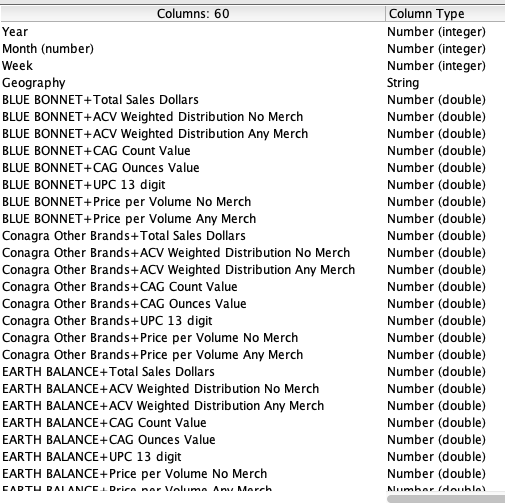 Columns: 60 Column Type
Year Number (integer)
Month (number) Number (integer)
Week Number (integer)
Geography String
BLUE BONNET+Total Sales Dollars Number (double)
BLUE BONNET+ACV Weighted Distribution No Merch Number (double)
BLUE BONNET+ACV Weighted Distribution Any Merch Number (double)
BLUE BONNET+CAG Count Value Number (double)
BLUE BONNET+CAG Ounces Value Number (double)
BLUE BONNET+UPC 13 digit Number (double)
BLUE BONNET+Price per Volume No Merch Number (double)
BLUE BONNET+Price per Volume Any Merch Number (double)
Conagra Other Brands+Total Sales Dollars Number (double)
Conagra Other Brands+ACV Weighted Distribution No Merch Number (double)
Conagra Other Brands+ACV Weighted Distribution Any Merch Number (double)
Conagra Other Brands+CAG Count Value Number (double)
Conagra Other Brands+CAG Ounces Value Number (double)
Conagra Other Brands+UPC 13 digit Number (double)
Conagra Other Brands+Price per Volume No Merch Number (double)
Conagra Other Brands+Price per Volume Any Merch Number (double)
EARTH BALANCE+Total Sales Dollars Number (double)
EARTH BALANCE+ACV Weighted Distribution No Merch Number (double)
EARTH BALANCE+ACV Weighted Distribution Any Merch Number (double)
EARTH BALANCE+CAG Count Value Number (double)
EARTH BALANCE+CAG Ounces Value Number (double)
EARTH BALANCE+UPC 13 digit Number (double)
EARTH BALANCE+Price per Volume No Merch Number (double)
EARTH BALANCE+Price per Volume Any Merch Number (double)